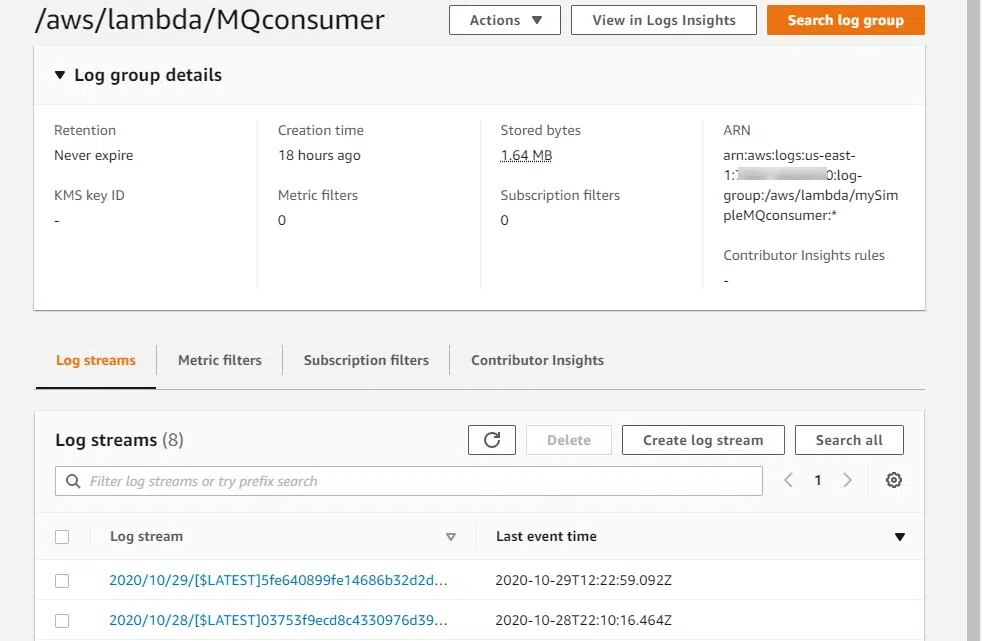 /aws/lambda/MQconsumer
Actions
View in Logs Insights
Search log group
Log group details
Retention
Never expire
Creation time
18 hours ago
Stored bytes
1.64 MB
ARN
arn:aws:logs:us-east-
1: 0:log-
group:/aws/lambda/mySim
pleMQconsumer:*
KMS key ID
-
Metric filters
0
Subscription filters
0
Contributor Insights rules
-
Log streams
Metric filters
Subscription filters
Contributor Insights
Log streams (8)
Delete
Create log stream
Search all
Filter log streams or try prefix search
1
Log stream
Last event time
2020/10/29/[$LATEST]5fe640899fe14686b32d2d...
2020-10-29T12:22:59.092Z
2020/10/28/[$LATEST]03753f9ecd8c4330976d39...
2020-10-28T22:10:16.464Z